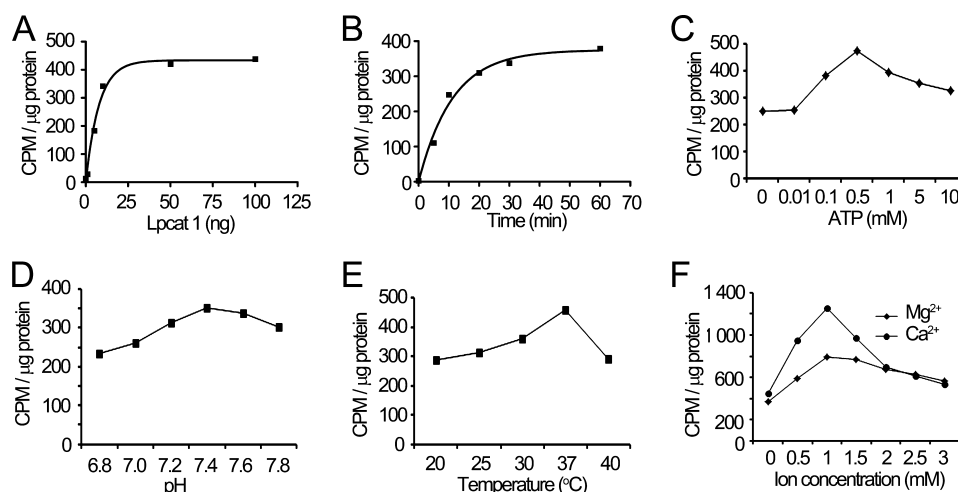 A
CPM / µg protein
500
400
300
200
100
0
0 25 50 75 100 125
Lpcat 1 (ng)
B
CPM / µg protein
400
300
200
100
0
0 10 20 30 40 50 60 70
Time (min)
C
CPM / µg protein
500
400
300
200
100
0
0 0.01 0.1 0.5 1 5 10
ATP (mM)
D
CPM / µg protein
400
350
300
250
200
150
100
50
0
6.8 7.0 7.2 7.4 7.6 7.8
pH
E
CPM / µg protein
500
400
300
200
100
0
20 25 30 37 40
Temperature (°C)
F
CPM / µg protein
1 400
1 000
600
200
0 0.5 1 1.5 2 2.5 3
Ion concentration (mM)
Mg2+
Ca2+